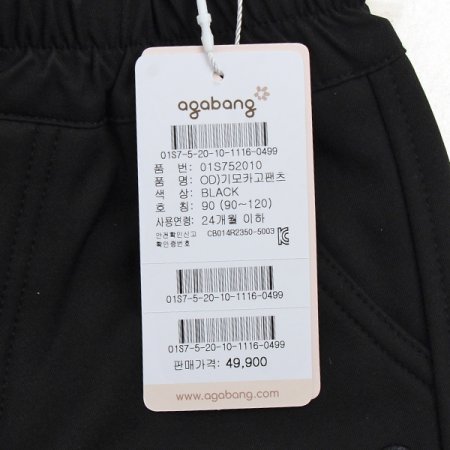 agabang
01S7-5-20-10-1116-0499
품 번: 01S752010
품 명: OD)기모카고팬츠
색 상: BLACK
호 칭: 90 (90~120)
사용연령: 24개월 이하
안전확인신고 확인증번호 CB014R2350-5003
01S7-5-20-10-1116-0499
01S7-5-20-10-1116-0499
판매가격: 49,900
www.agabang.com